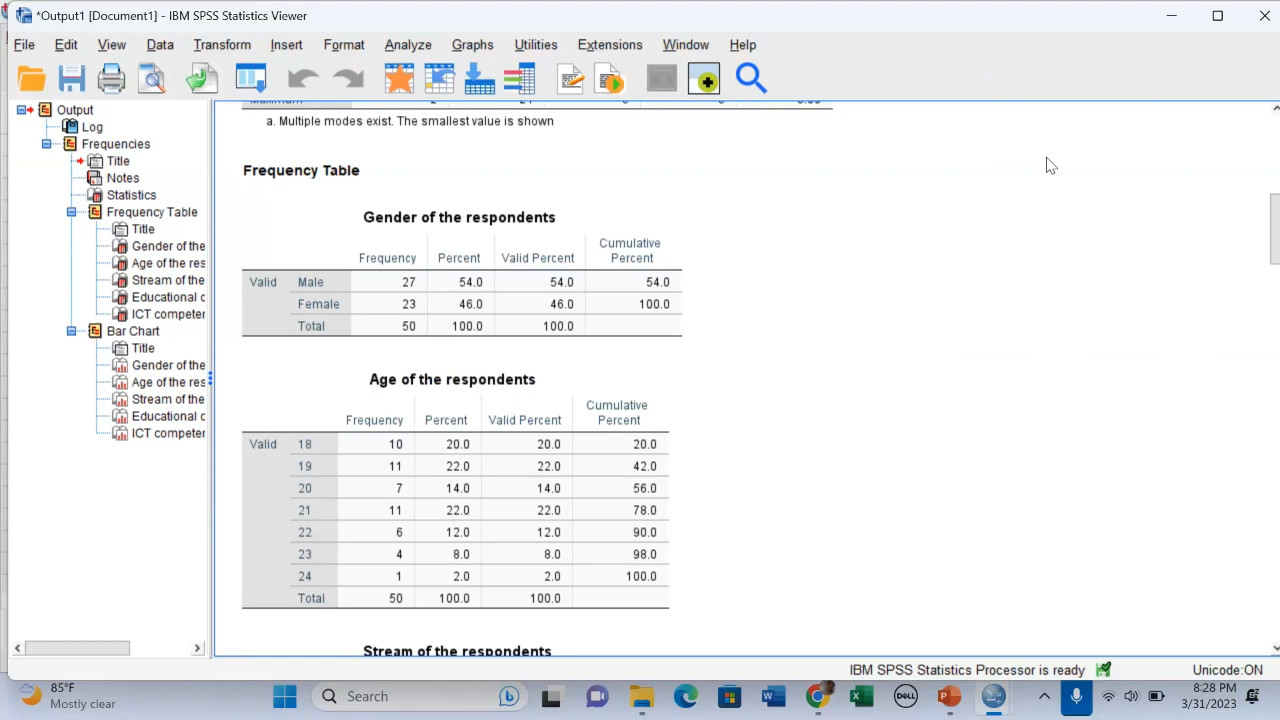 *Output1 [Document1] - IBM SPSS Statistics Viewer
File Edit View Data Transform Insert Format Analyze Graphs Utilities Extensions Window Help
Output
Log
Frequencies
Title
Notes
Statistics
Frequency Table
Title
Gender of the
Age of the res
Stream of the
Educational c
ICT competer
Bar Chart
Title
Gender of the
Age of the res
Stream of the
Educational c
ICT competer
a. Multiple modes exist. The smallest value is shown
Frequency Table
Gender of the respondents
Frequency Percent Valid Percent Cumulative Percent
Valid Male 27 54.0 54.0 54.0
Female 23 46.0 46.0 100.0
Total 50 100.0 100.0
Age of the respondents
Frequency Percent Valid Percent Cumulative Percent
Valid 18 10 20.0 20.0 20.0
19 11 22.0 22.0 42.0
20 7 14.0 14.0 56.0
21 11 22.0 22.0 78.0
22 6 12.0 12.0 90.0
23 4 8.0 8.0 98.0
24 1 2.0 2.0 100.0
Total 50 100.0 100.0
Stream of the respondents
IBM SPSS Statistics Processor is ready Unicode:ON
85°F
Mostly clear
Search
DELL
8:28 PM
3/31/2023